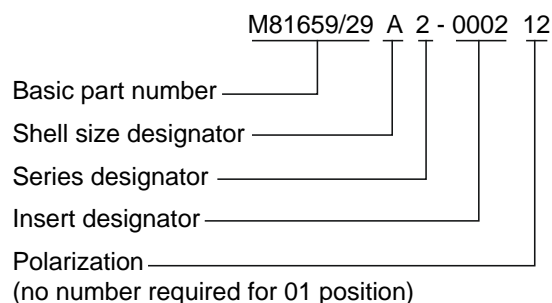 M81659/29 A 2 - 0002 12
Basic part number
Shell size designator
Series designator
Insert designator
Polarization
(no number required for 01 position)